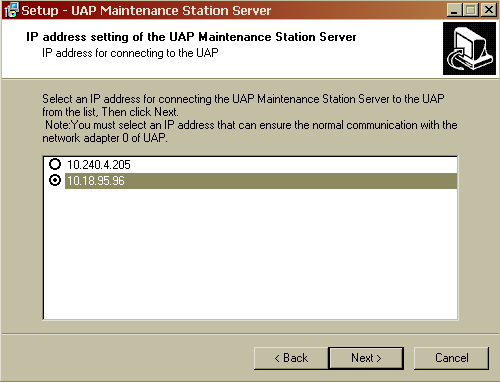 Setup - UAP Maintenance Station Server
IP address setting of the UAP Maintenance Station Server
IP address for connecting to the UAP
Select an IP address for connecting the UAP Maintenance Station Server to the UAP
from the list, Then click Next.
Note:You must select an IP address that can ensure the normal communication with the
network adapter 0 of UAP.
10.240.4.205
10.18.95.96
< Back
Next >
Cancel